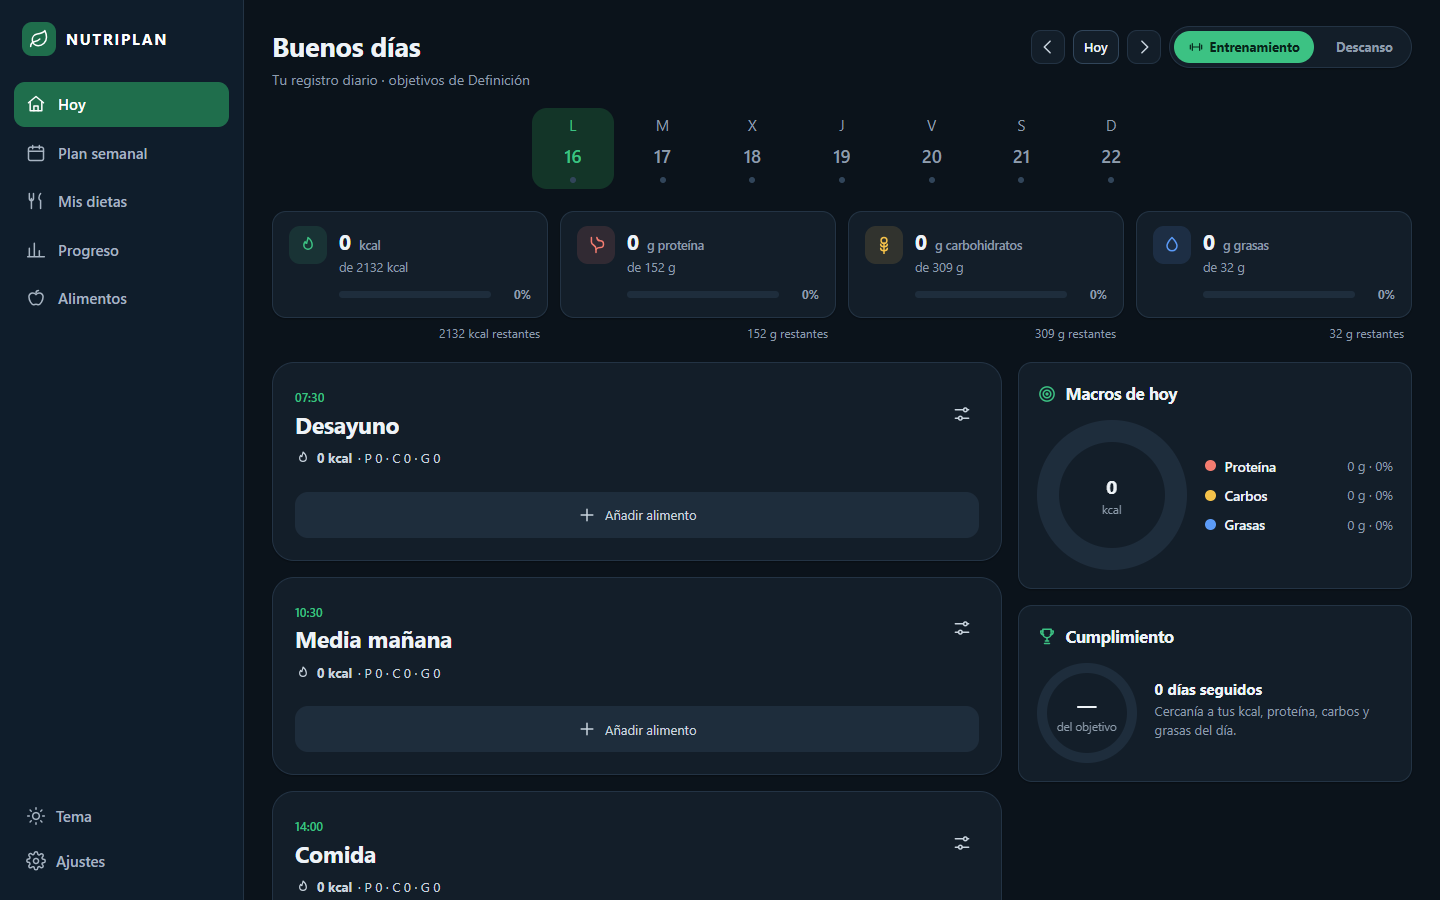 NUTRIPLAN
Hoy
Plan semanal
Mis dietas
Progreso
Alimentos
Tema
Ajustes
Buenos días
Tu registro diario · objetivos de Definición
Hoy
Entrenamiento
Descanso
L M X J V S D
16 17 18 19 20 21 22
0 kcal
de 2132 kcal
0%
2132 kcal restantes
0 g proteína
de 152 g
0%
152 g restantes
0 g carbohidratos
de 309 g
0%
309 g restantes
0 g grasas
de 32 g
0%
32 g restantes
07:30
Desayuno
0 kcal · P 0 · C 0 · G 0
Añadir alimento
10:30
Media mañana
0 kcal · P 0 · C 0 · G 0
Añadir alimento
14:00
Comida
0 kcal · P 0 · C 0 · G 0
Macros de hoy
0
kcal
Proteína 0 g · 0%
Carbos 0 g · 0%
Grasas 0 g · 0%
Cumplimiento
—
del objetivo
0 días seguidos
Cercanía a tus kcal, proteína, carbos y
grasas del día.